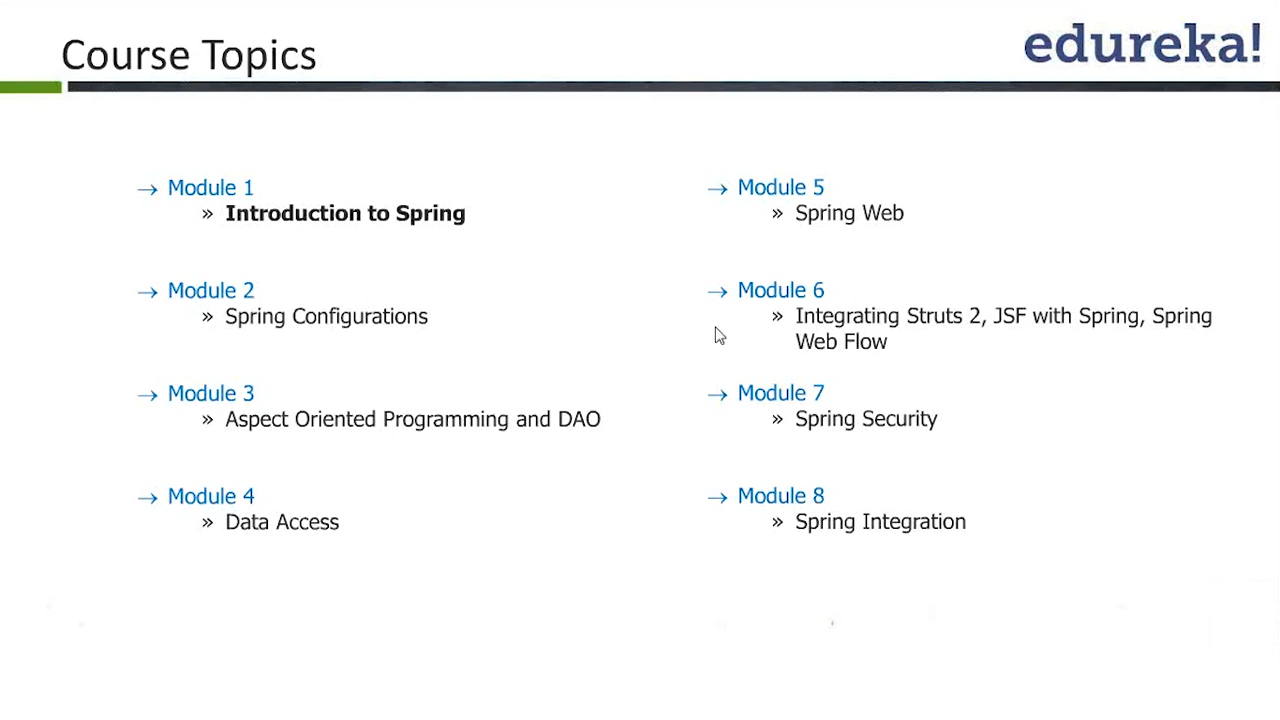 Course Topics
edureka!
→ Module 1
» Introduction to Spring
→ Module 2
» Spring Configurations
→ Module 3
» Aspect Oriented Programming and DAO
→ Module 4
» Data Access
→ Module 5
» Spring Web
→ Module 6
» Integrating Struts 2, JSF with Spring, Spring
Web Flow
→ Module 7
» Spring Security
→ Module 8
» Spring Integration